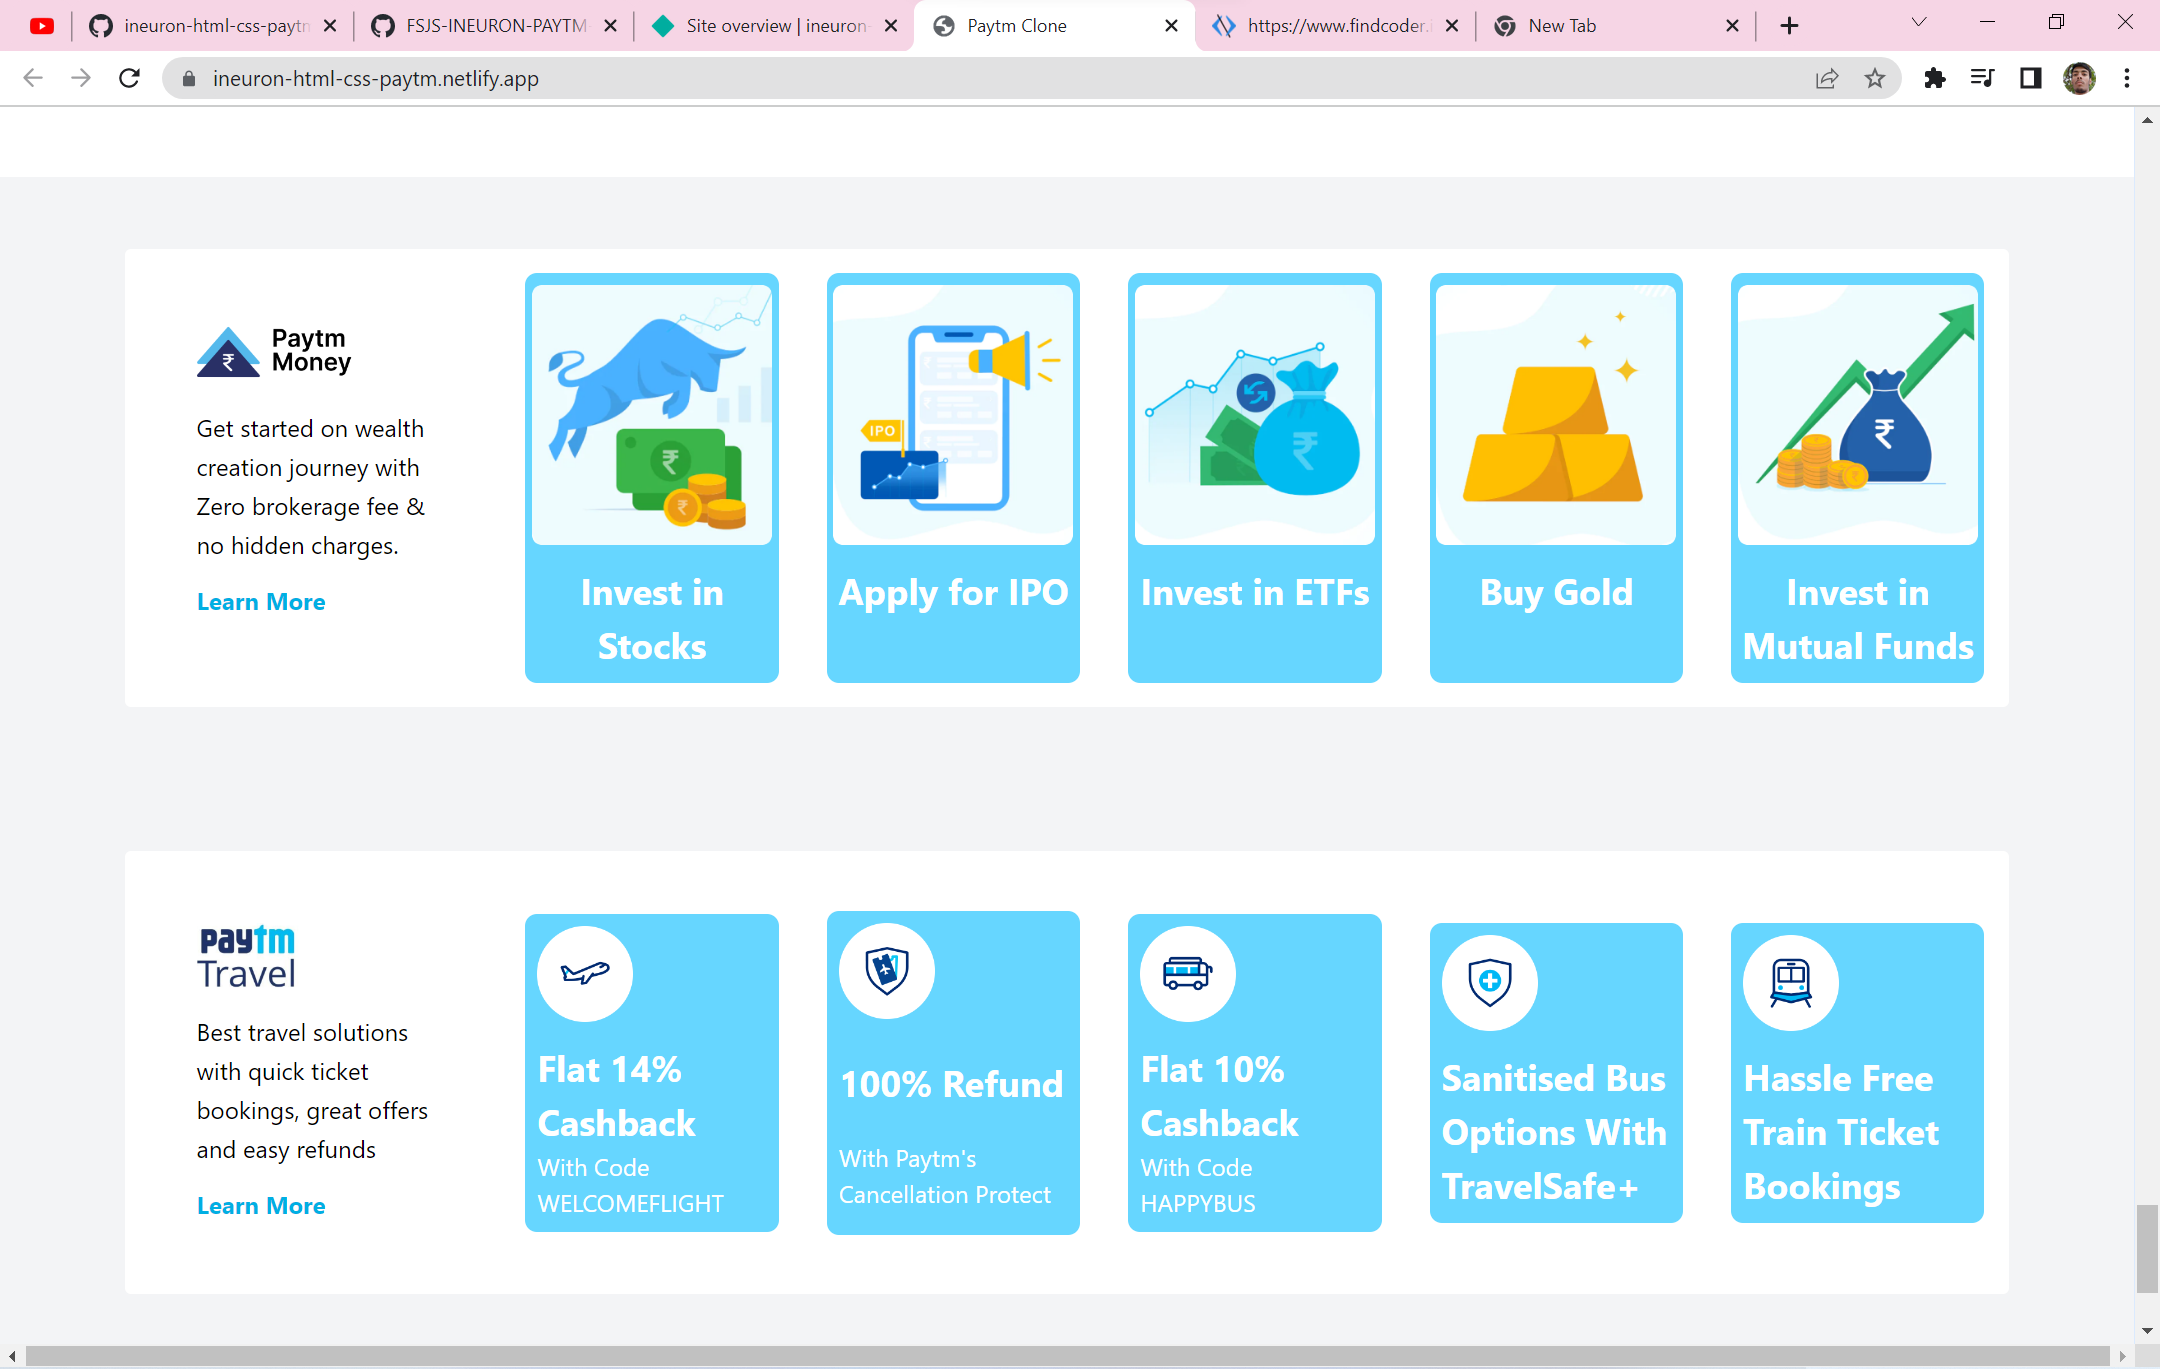 ineuron-html-css-paytm
FSJS-INEURON-PAYTM-
Site overview | ineuron-
Paytm Clone
https://www.findcoder.i
New Tab
ineuron-html-css-paytm.netlify.app
₹
Paytm
Money
Get started on wealth
creation journey with
Zero brokerage fee &
no hidden charges.
Learn More
₹
₹
Invest in
Stocks
₹
IPO
Apply for IPO
₹
Invest in ETFs
Buy Gold
₹
Invest in
Mutual Funds
paytm
Travel
Best travel solutions
with quick ticket
bookings, great offers
and easy refunds
Learn More
Flat 14%
Cashback
With Code
WELCOMEFLIGHT
100% Refund
With Paytm's
Cancellation Protect
Flat 10%
Cashback
With Code
HAPPYBUS
Sanitised Bus
Options With
TravelSafe+
Hassle Free
Train Ticket
Bookings